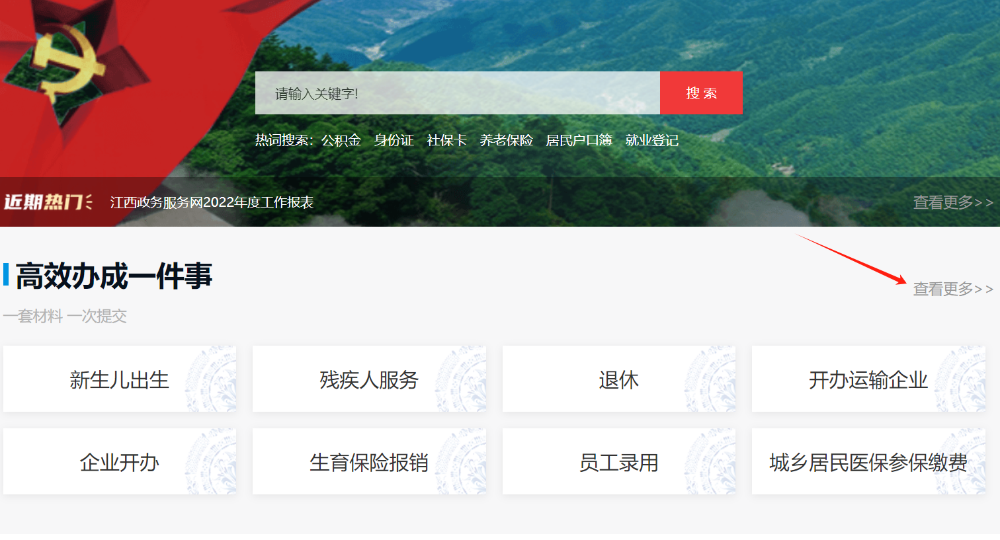 请输入关键字!
搜 索
热词搜索：公积金 身份证 社保卡 养老保险 居民户口簿 就业登记
近期热门 江西政务服务网2022年度工作报表 查看更多>>
高效办成一件事
查看更多>>
一套材料 一次提交
新生儿出生 残疾人服务 退休 开办运输企业
企业开办 生育保险报销 员工录用 城乡居民医保参保缴费